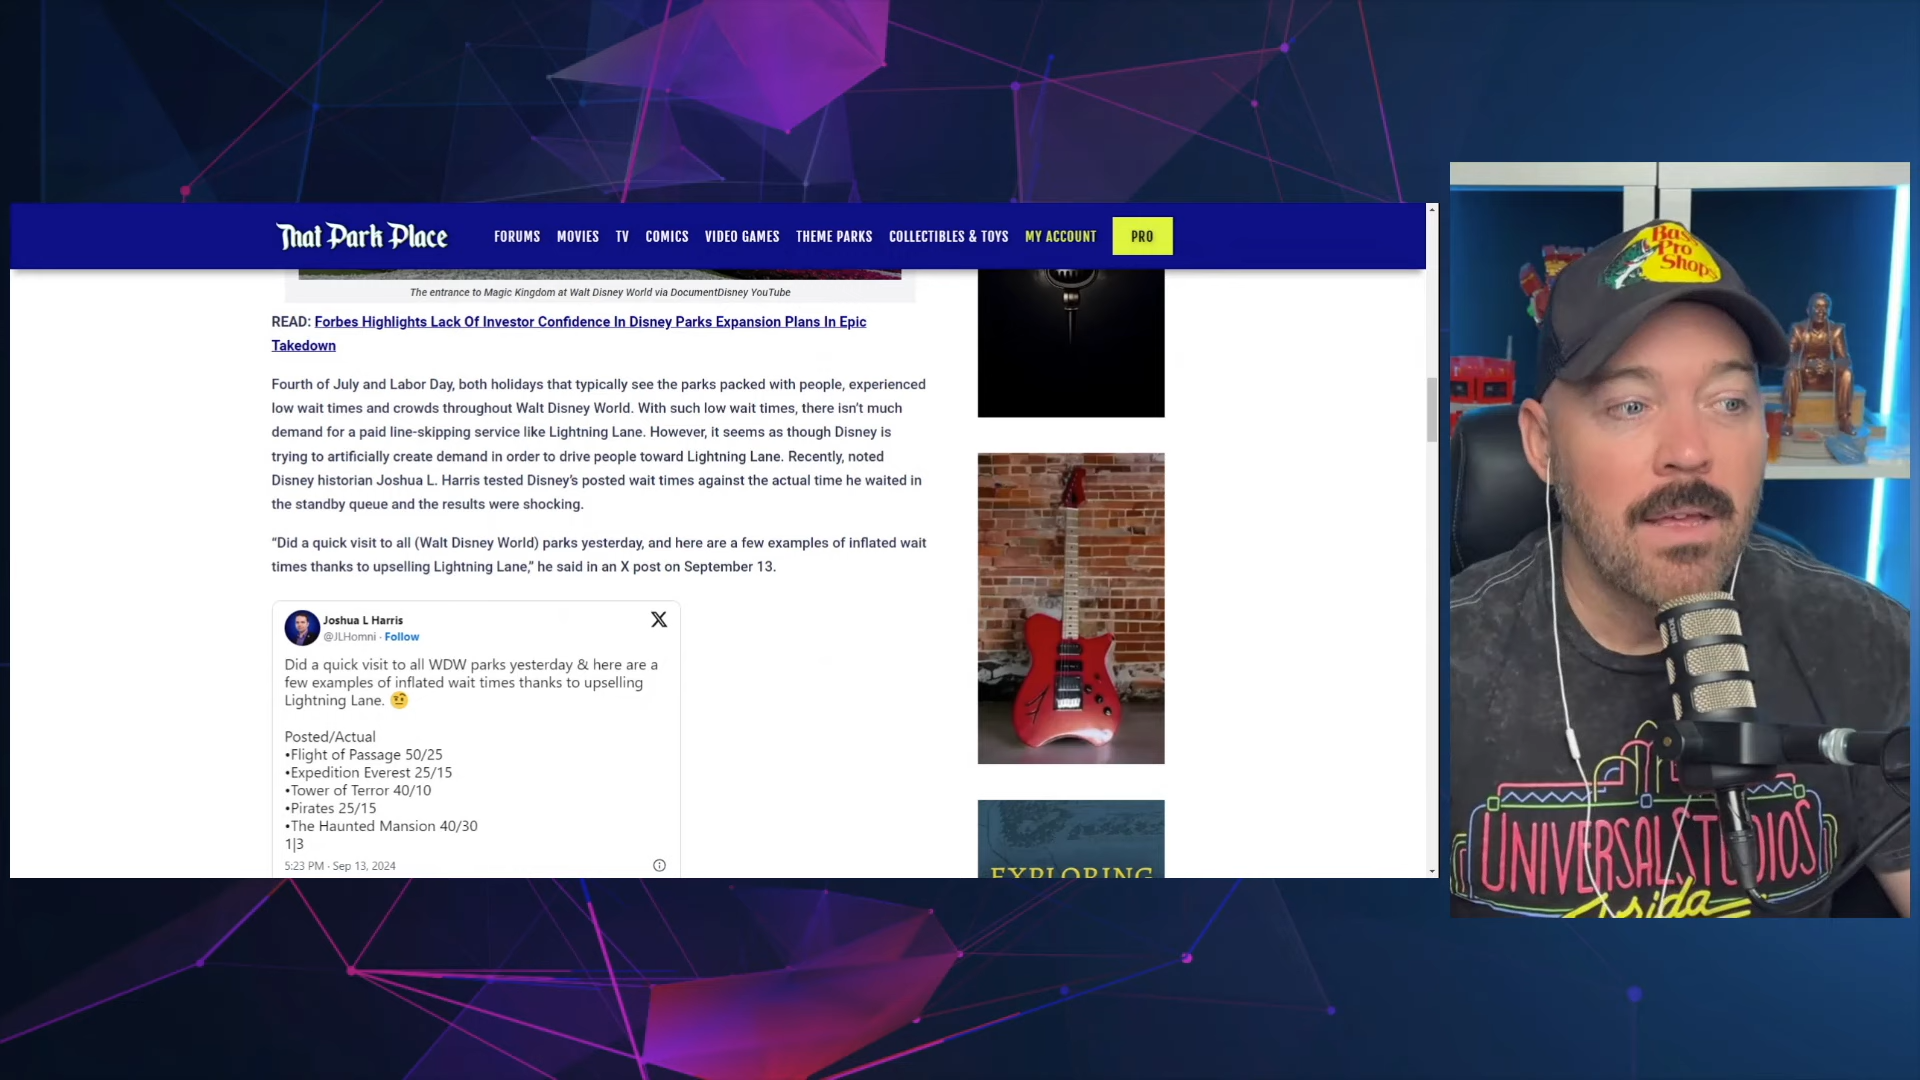 That Park Place
FORUMS MOVIES TV COMICS VIDEO GAMES THEME PARKS COLLECTIBLES & TOYS MY ACCOUNT PRO
The entrance to Magic Kingdom at Walt Disney World via DocumentDisney YouTube
READ: Forbes Highlights Lack Of Investor Confidence In Disney Parks Expansion Plans In Epic
Takedown
Fourth of July and Labor Day, both holidays that typically see the parks packed with people, experienced
low wait times and crowds throughout Walt Disney World. With such low wait times, there isn’t much
demand for a paid line-skipping service like Lightning Lane. However, it seems as though Disney is
trying to artificially create demand in order to drive people toward Lightning Lane. Recently, noted
Disney historian Joshua L. Harris tested Disney’s posted wait times against the actual time he waited in
the standby queue and the results were shocking.
“Did a quick visit to all (Walt Disney World) parks yesterday, and here are a few examples of inflated wait
times thanks to upselling Lightning Lane,” he said in an X post on September 13.
Joshua L Harris
@JLHomni · Follow
Did a quick visit to all WDW parks yesterday & here are a
few examples of inflated wait times thanks to upselling
Lightning Lane. 🤨
Posted/Actual
•Flight of Passage 50/25
•Expedition Everest 25/15
•Tower of Terror 40/10
•Pirates 25/15
•The Haunted Mansion 40/30
1|3
5:23 PM · Sep 13, 2024
EXPLORING
Bass
Pro
Shops
UNIVERSAL STUDIOS